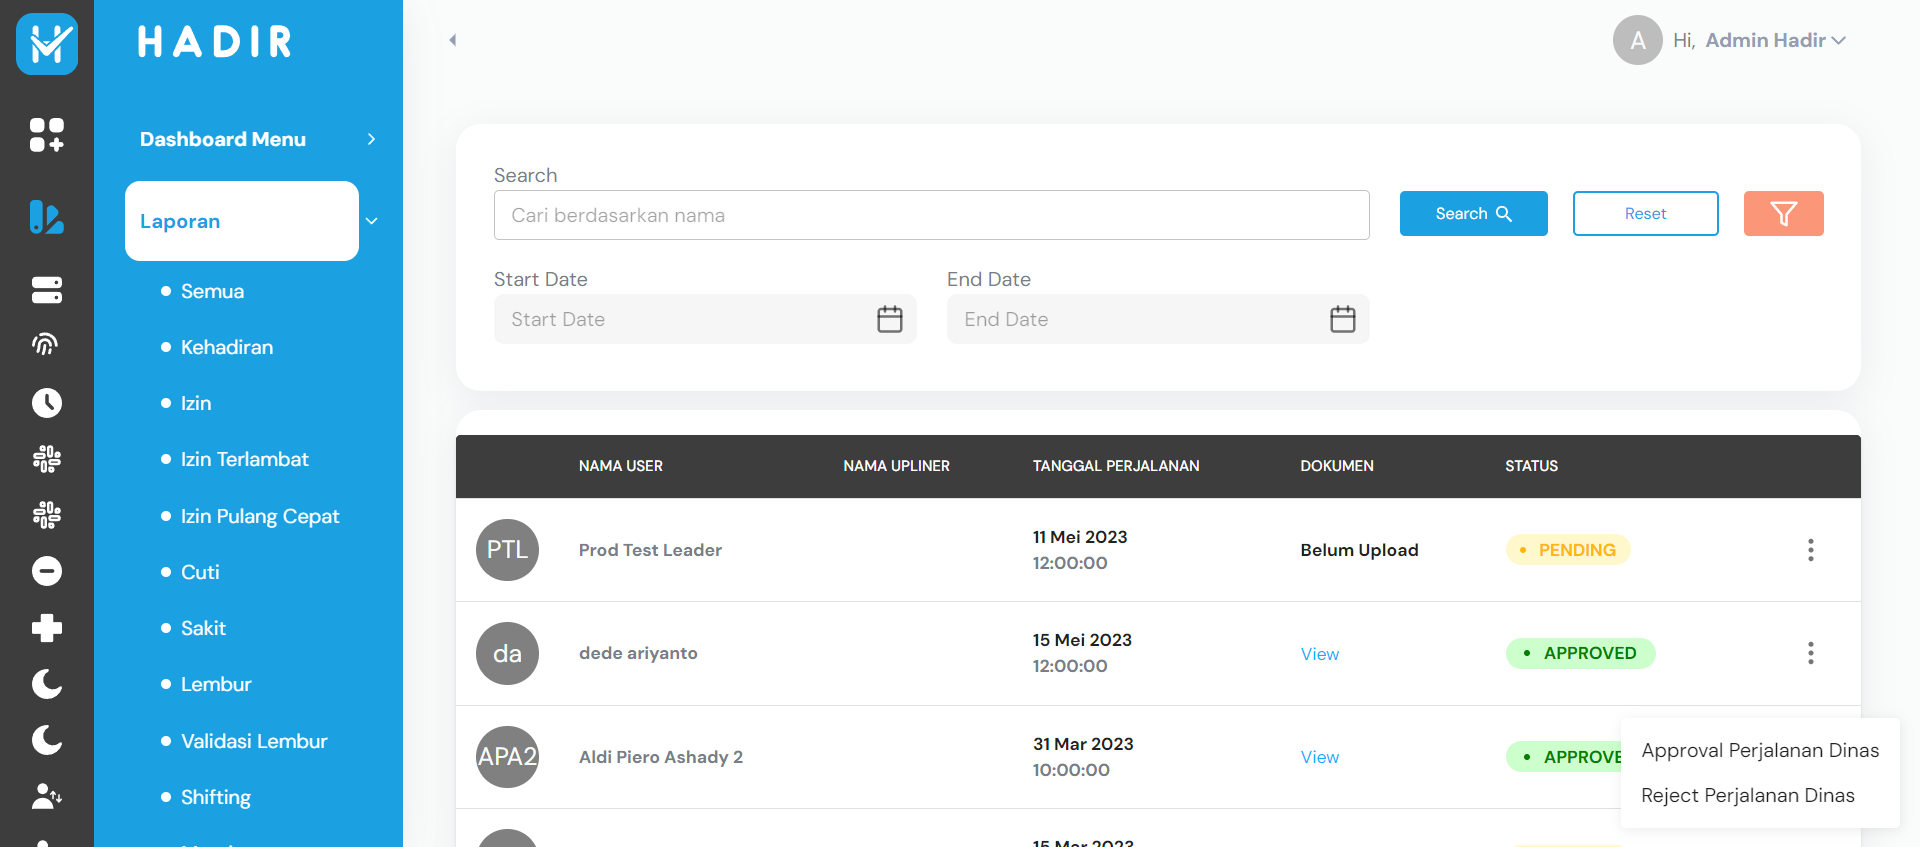 HADIR
Hi, Admin Hadir
A
Dashboard Menu
Laporan
Semua
Kehadiran
Izin
Izin Terlambat
Izin Pulang Cepat
Cuti
Sakit
Lembur
Validasi Lembur
Shifting
Search
Cari berdasarkan nama
Search
Reset
Start Date
End Date
Start Date
End Date
NAMA USER
NAMA UPLINER
TANGGAL PERJALANAN
DOKUMEN
STATUS
PTL
Prod Test Leader
11 Mei 2023
12:00:00
Belum Upload
PENDING
da
dede ariyanto
15 Mei 2023
12:00:00
View
APPROVED
APA2
Aldi Piero Ashady 2
31 Mar 2023
10:00:00
View
APPROVE
Approval Perjalanan Dinas
Reject Perjalanan Dinas
15 Mar 2023